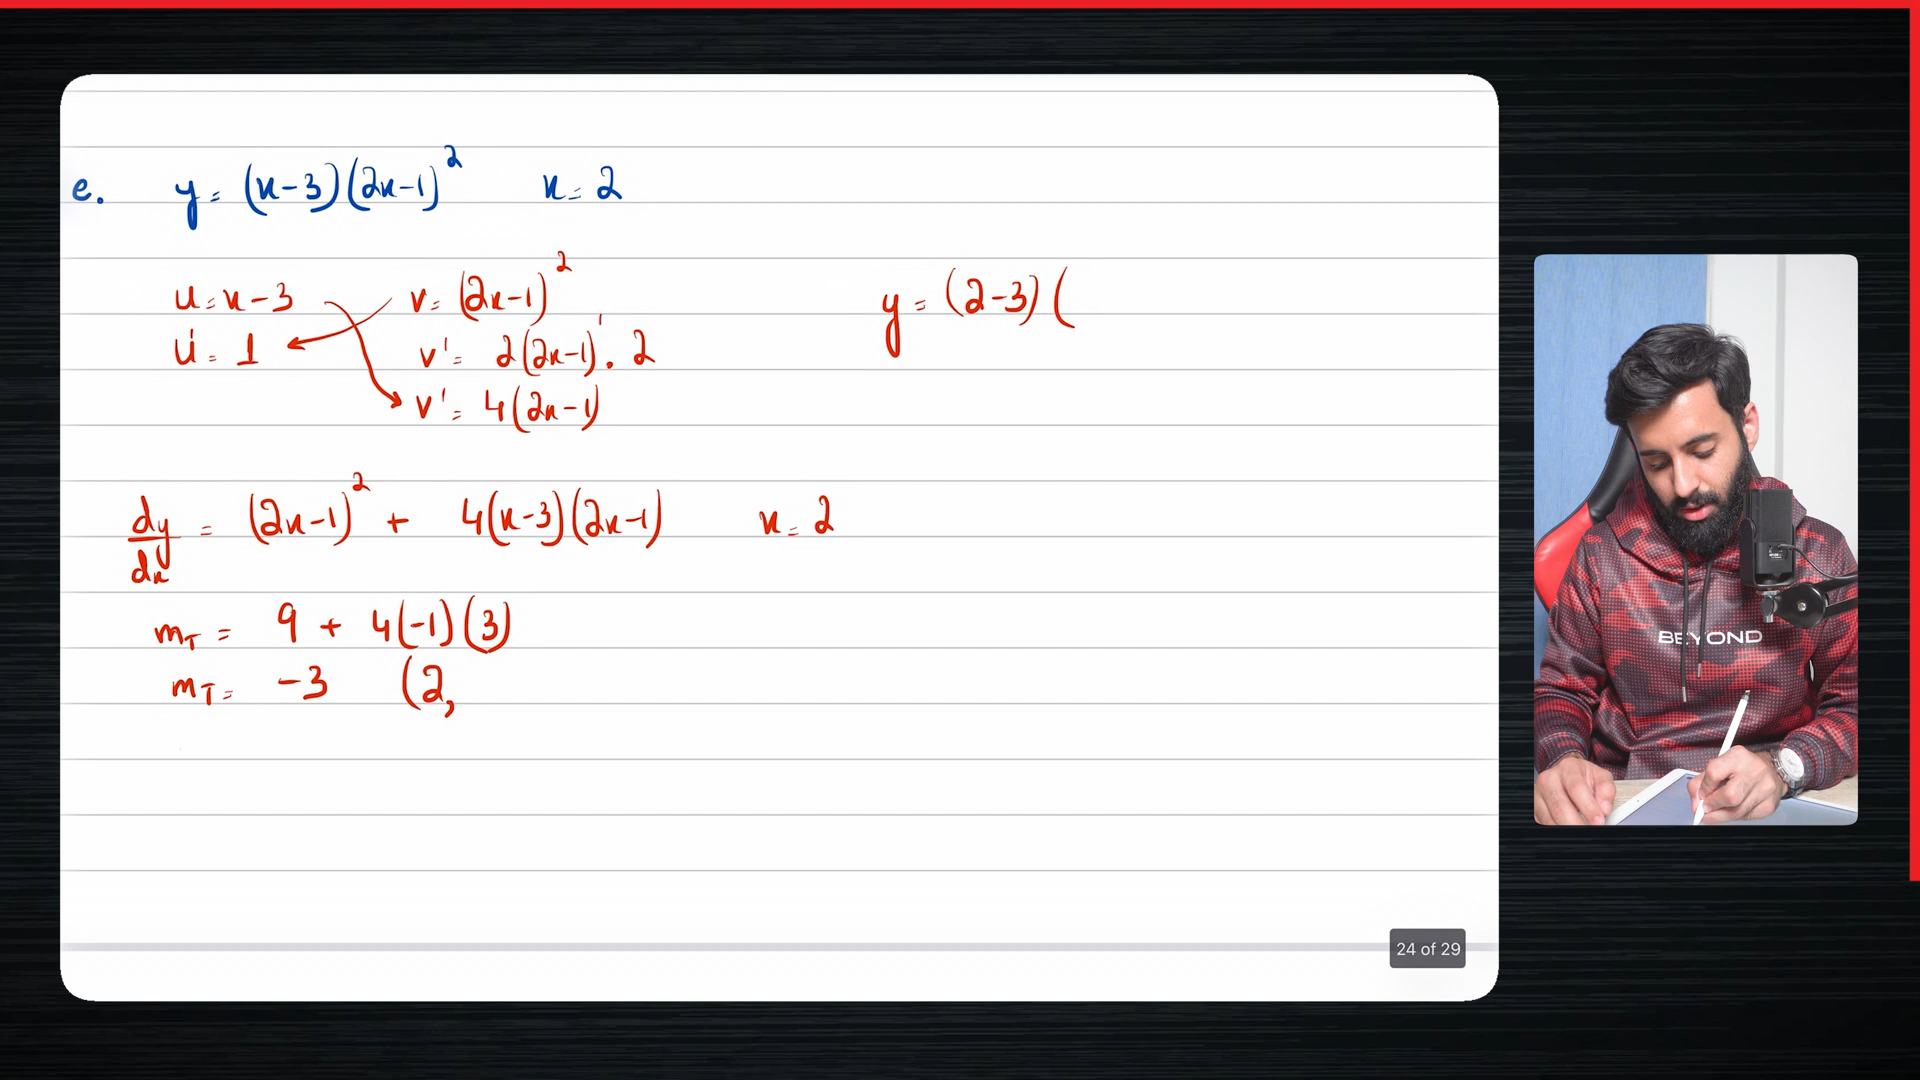 e. y = (x-3)(2x-1)² x = 2
u = x-3 v = (2x-1)²
u' = 1 v' = 2(2x-1)¹ . 2
v' = 4(2x-1)
y = (2-3)(
dy/dx = (2x-1)² + 4(x-3)(2x-1) x = 2
mT = 9 + 4(-1)(3)
mT = -3 (2,
24 of 29
BEYOND